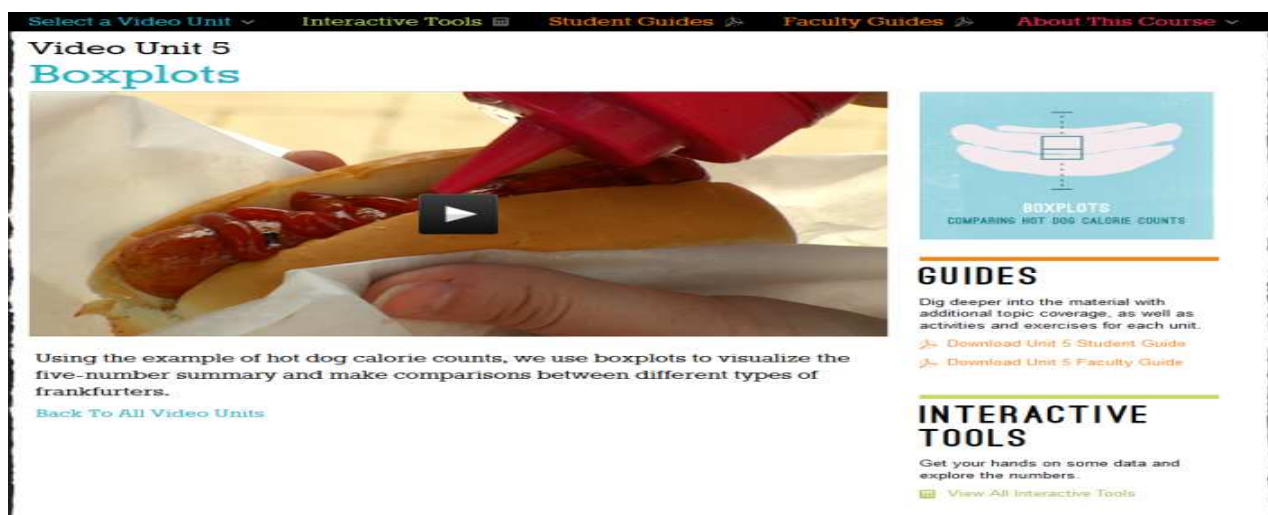 Select a Video Unit
Interactive Tools
Student Guides
Faculty Guides
About This Course
Video Unit 5
Boxplots
BOXPLOTS
COMPARING HOT DOG CALORIE COUNTS
Using the example of hot dog calorie counts, we use boxplots to visualize the
five-number summary and make comparisons between different types of
frankfurters.
Back To All Video Units
GUIDES
Dig deeper into the material with
additional topic coverage, as well as
activities and exercises for each unit.
Download Unit 5 Student Guide
Download Unit 5 Faculty Guide
INTERACTIVE
TOOLS
Get your hands on some data and
explore the numbers.
View All Interactive Tools